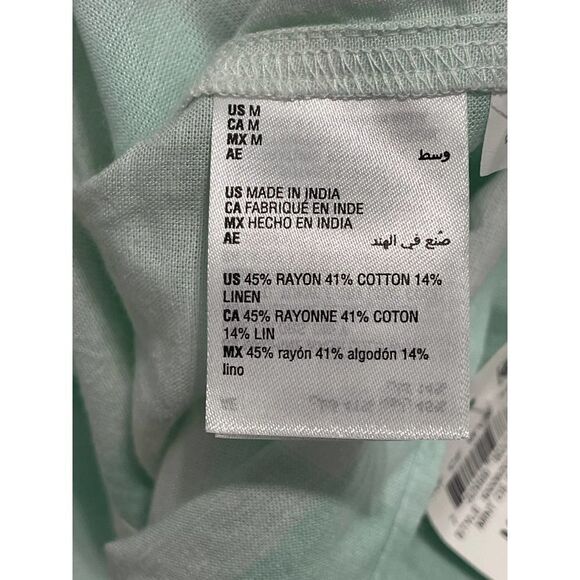 US M
CA M
MX M
AE وسط
US MADE IN INDIA
CA FABRIQUÉ EN INDE
MX HECHO EN INDIA
AE صنع في الهند
US 45% RAYON 41% COTTON 14%
LINEN
CA 45% RAYONNE 41% COTON
14% LIN
MX 45% rayón 41% algodón 14%
lino